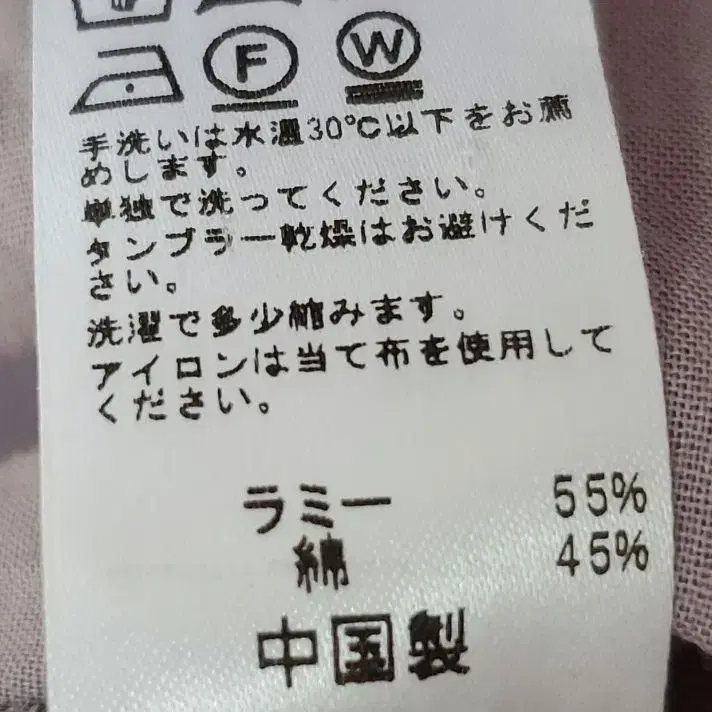 F W
手洗いは水温30℃以下をお薦
めします。
単独で洗ってください。
タンブラー乾燥はお避けくだ
さい。
洗濯で多少縮みます。
アイロンは当て布を使用して
ください。
ラミー 55%
綿 45%
中国製